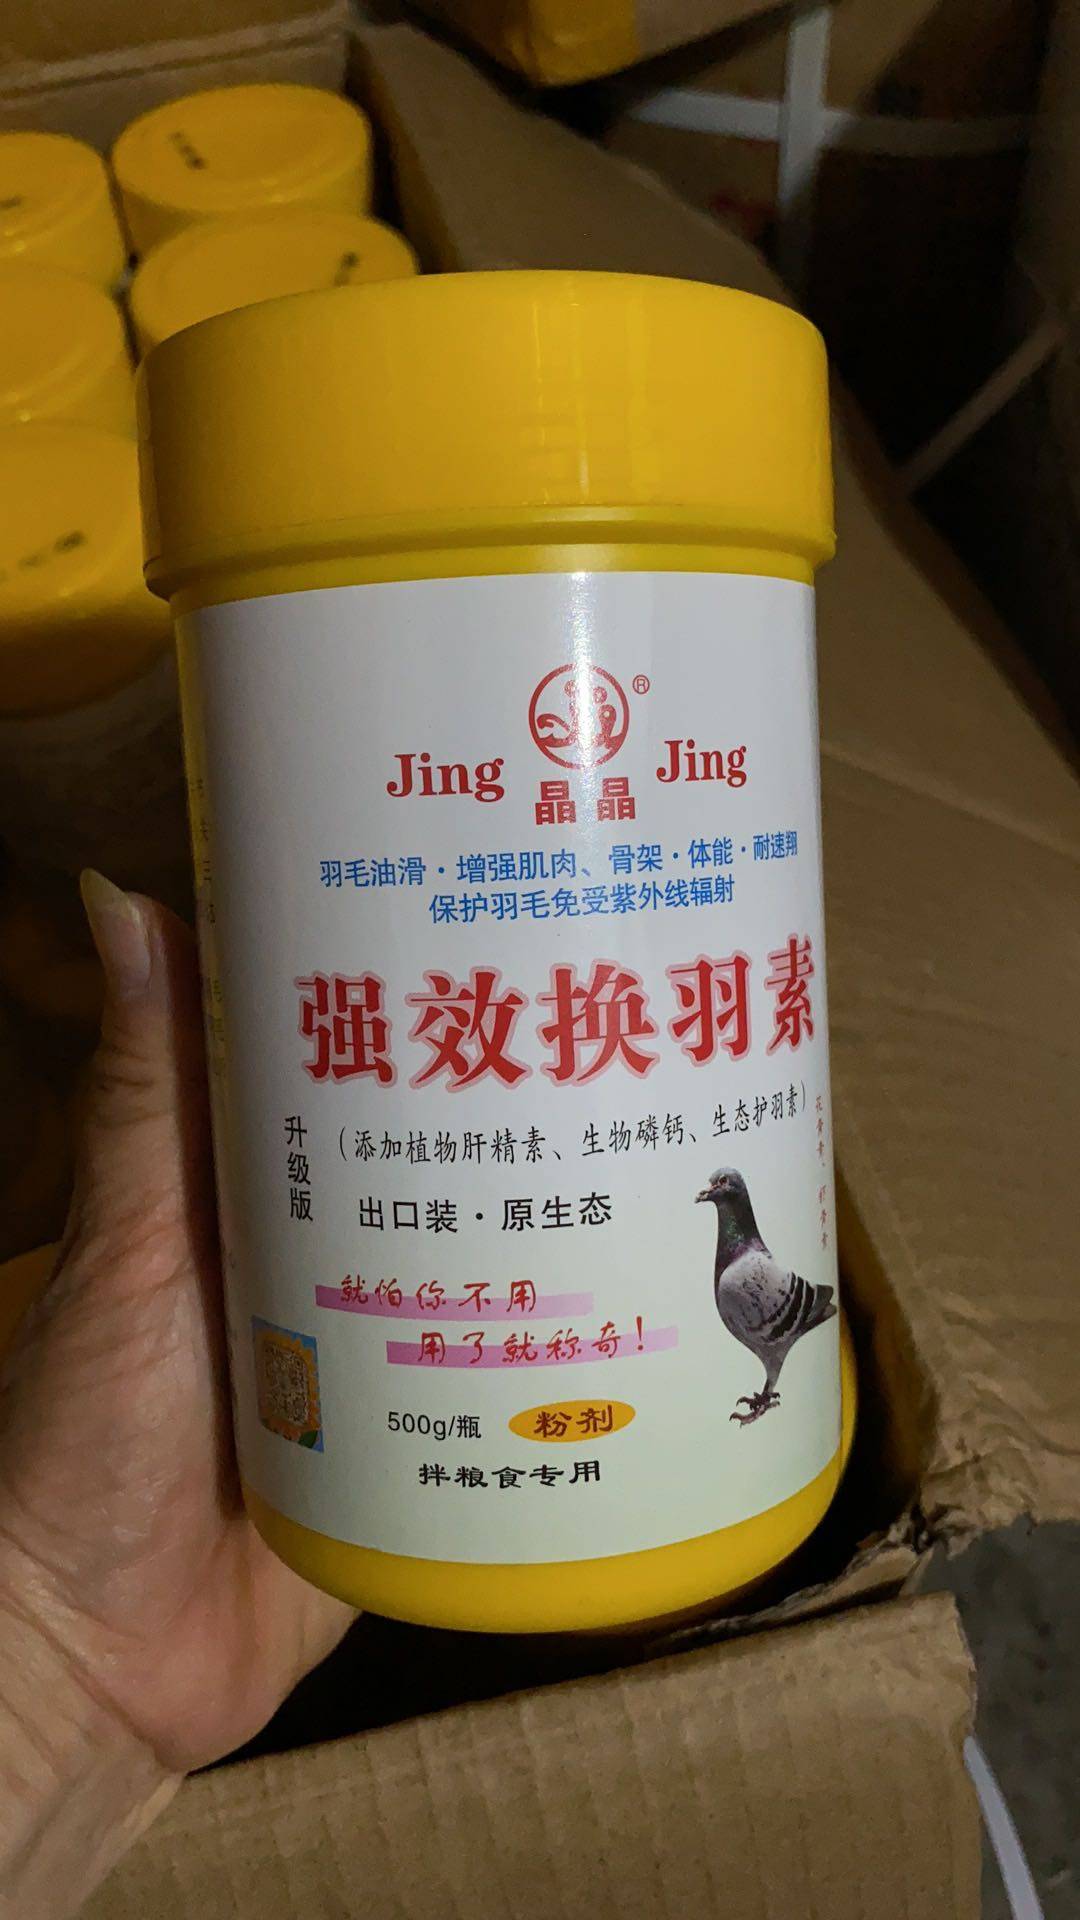 ®
Jing Jing
晶晶
羽毛油滑·增强肌肉、骨架·体能·耐速翔
保护羽毛免受紫外线辐射
强效换羽素
升级版
（添加植物肝精素、生物磷钙、生态护羽素）
出口装·原生态
就怕你不用
用了就称奇！
500g/瓶 粉剂
拌粮食专用